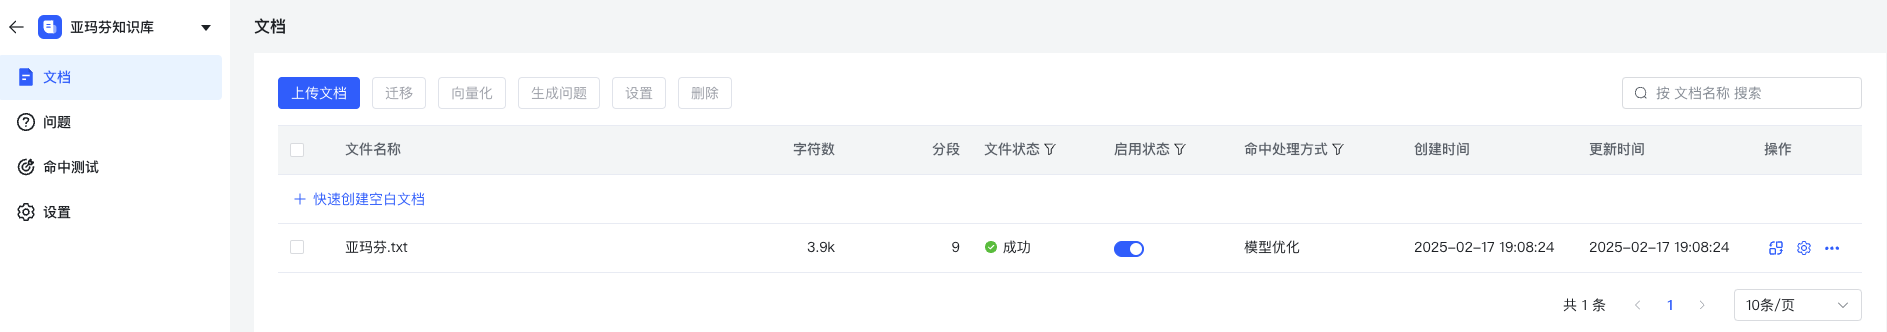 亚玛芬知识库
文档
问题
命中测试
设置
文档
上传文档 迁移 向量化 生成问题 设置 删除 按 文档名称 搜索
文件名称 字符数 分段 文件状态 启用状态 命中处理方式 创建时间 更新时间 操作
快速创建空白文档
亚玛芬.txt 3.9k 9 成功 模型优化 2025-02-17 19:08:24 2025-02-17 19:08:24
共 1 条 1 10条/页